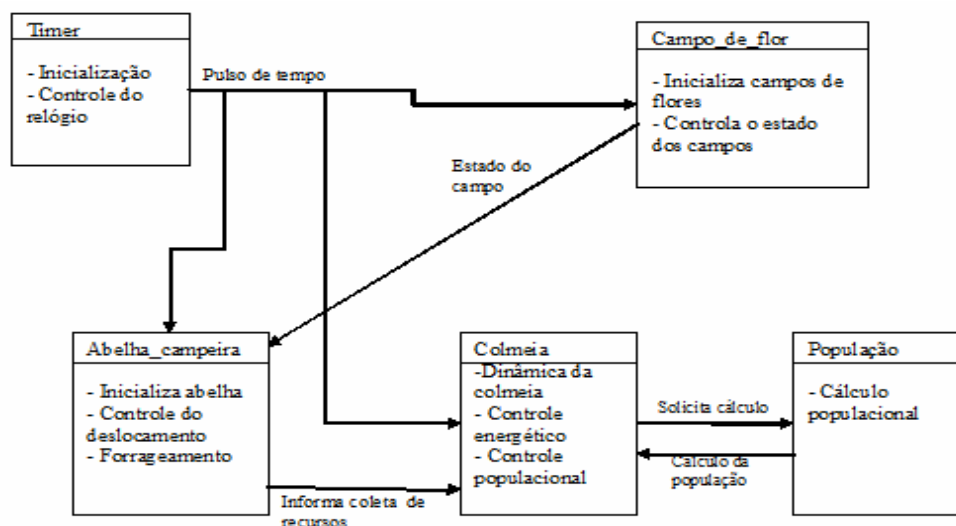 Timer
- Inicialização
- Controle do
relógio
Pulso de tempo
Campo_de_flor
- Inicializa campos de
flores
- Controla o estado
dos campos
Estado do
campo
Abelha_campeira
- Inicializa abelha
- Controle do
deslocamento
- Forrageamento
Informa coleta de
recursos
Colmeia
-Dinâmica da
colmeia
- Controle
energético
- Controle
populacional
Solicita cálculo
Calculo da
população
População
- Cálculo
populacional